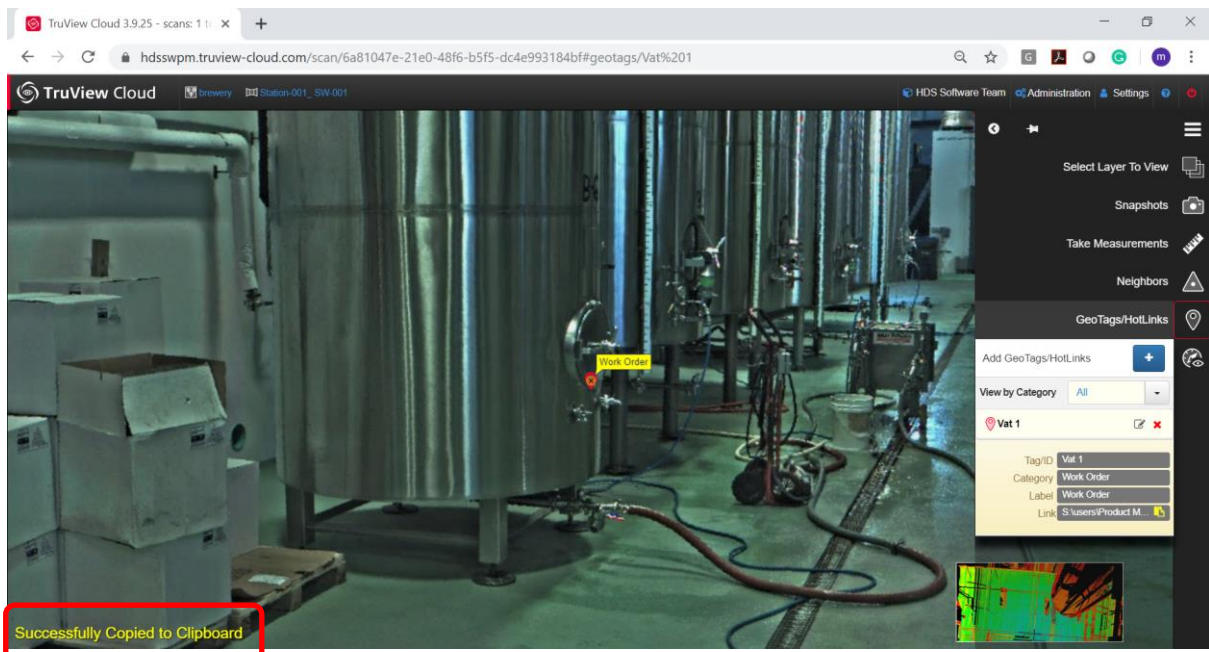 TruView Cloud 3.9.25 - scans: 1 t
hdsswpm.truview-cloud.com/scan/6a81047e-21e0-48f6-b5f5-dc4e993184bf#geotags/Vat%201
G
m
TruView Cloud
brewery
Station-001_ SW-001
HDS Software Team
Administration
Settings
Select Layer To View
Snapshots
Take Measurements
Neighbors
GeoTags/HotLinks
Add GeoTags/HotLinks
View by Category All
Vat 1
Tag/ID Vat 1
Category Work Order
Label Work Order
Link S:\users\Product M...
Work Order
Successfully Copied to Clipboard